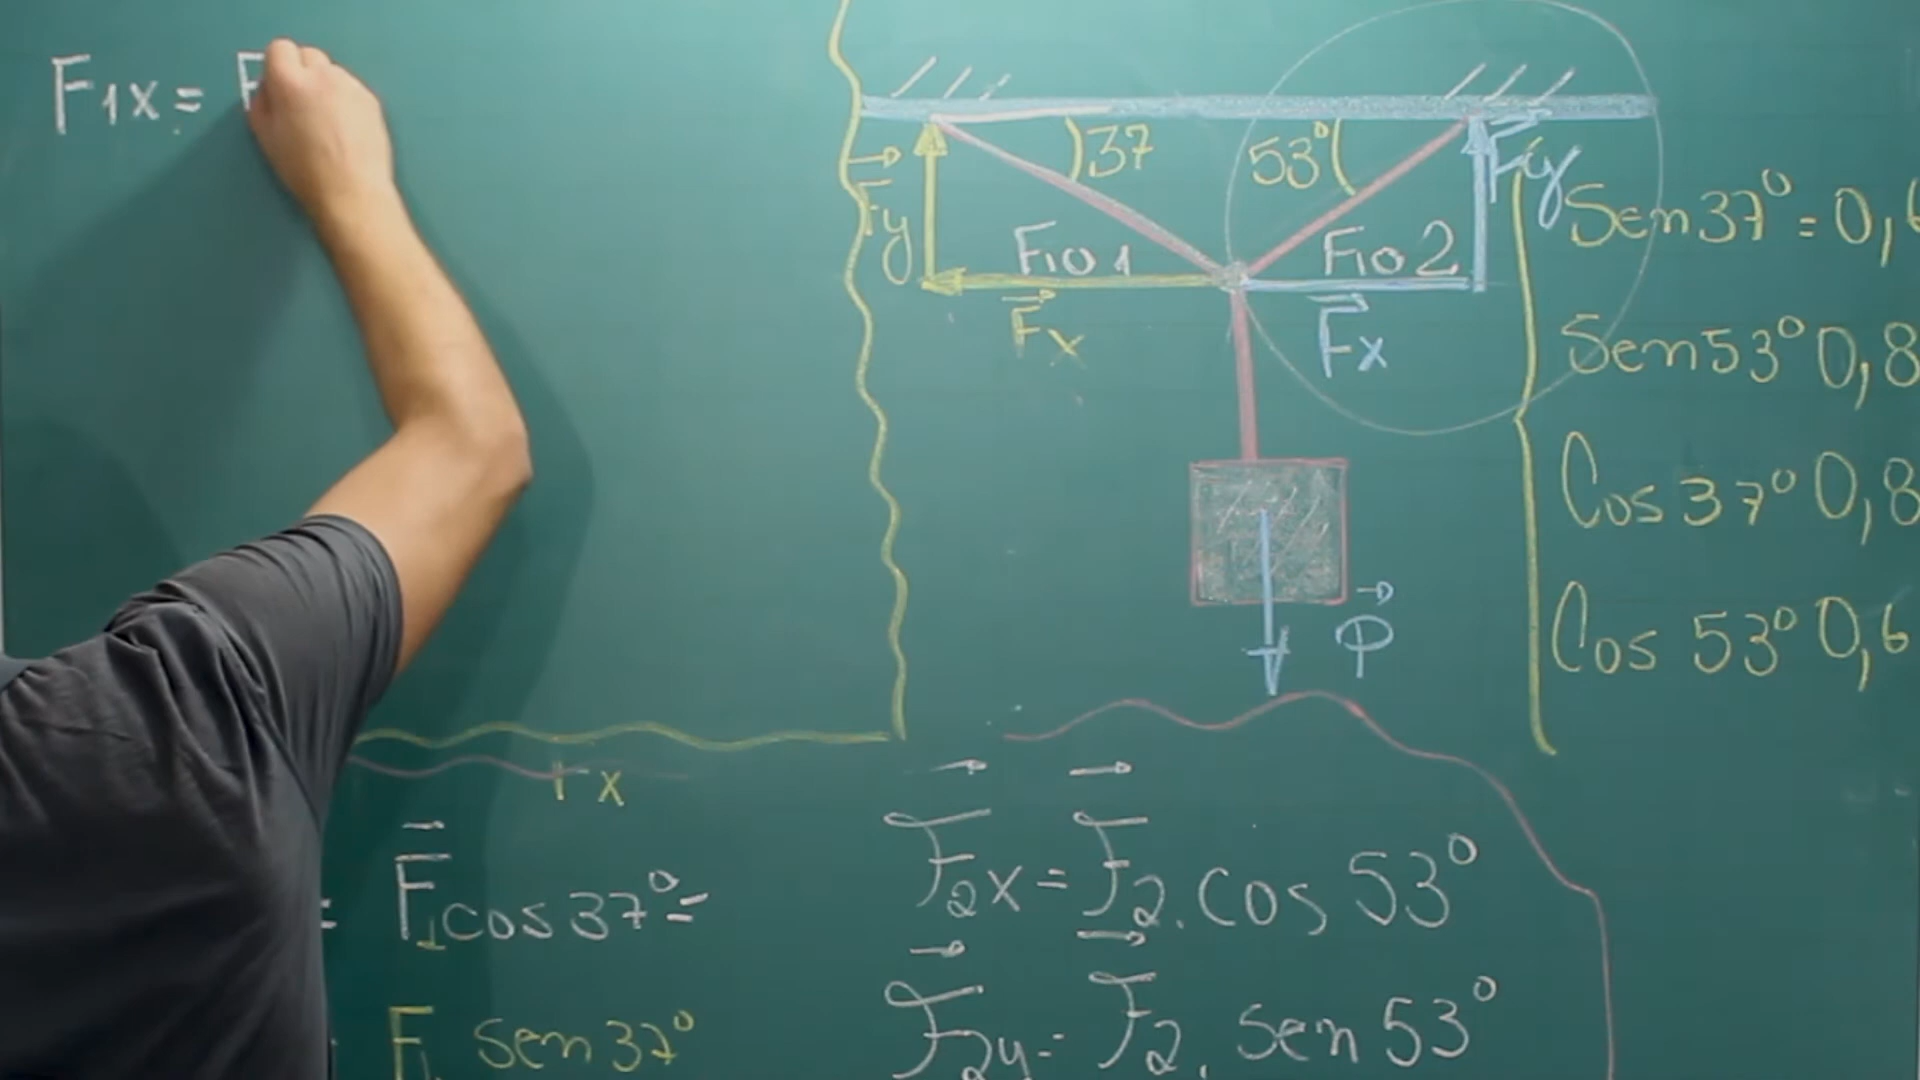 F1x = F
37
53°
Fy
Fy
Fio 1
Fio 2
Fx
Fx
P
Sen 37° = 0,6
Sen 53° 0,8
Cos 37° 0,8
Cos 53° 0,6
x
= F1 cos 37° =
F1 Sen 37°
F2x = F2 . Cos 53°
F2y = F2 . Sen 53°